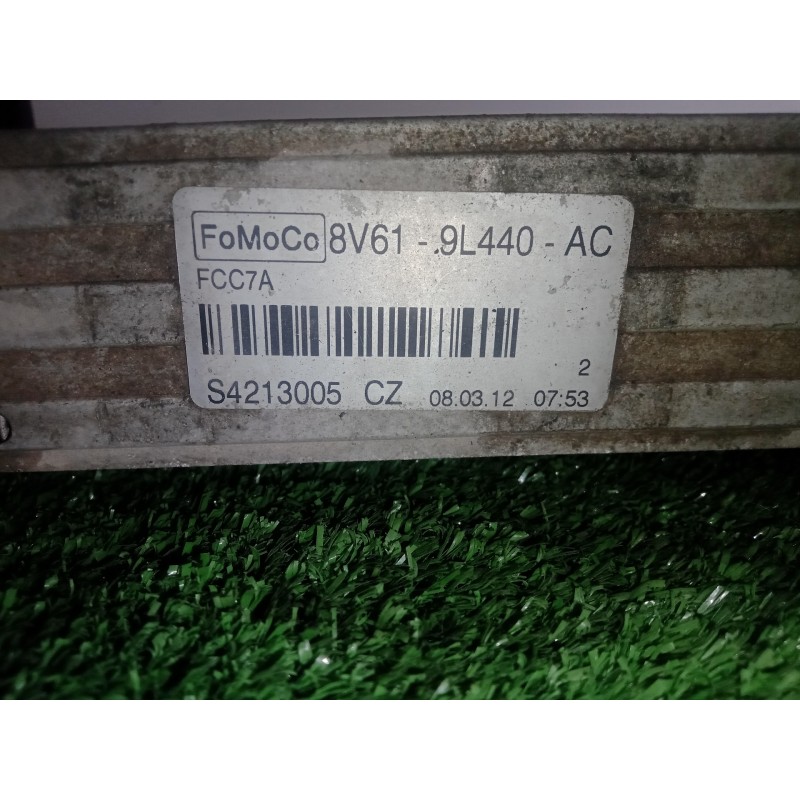 FoMoCo 8V61 - 9L440 - AC
FCC7A
2
S4213005 CZ 08.03.12 07:53